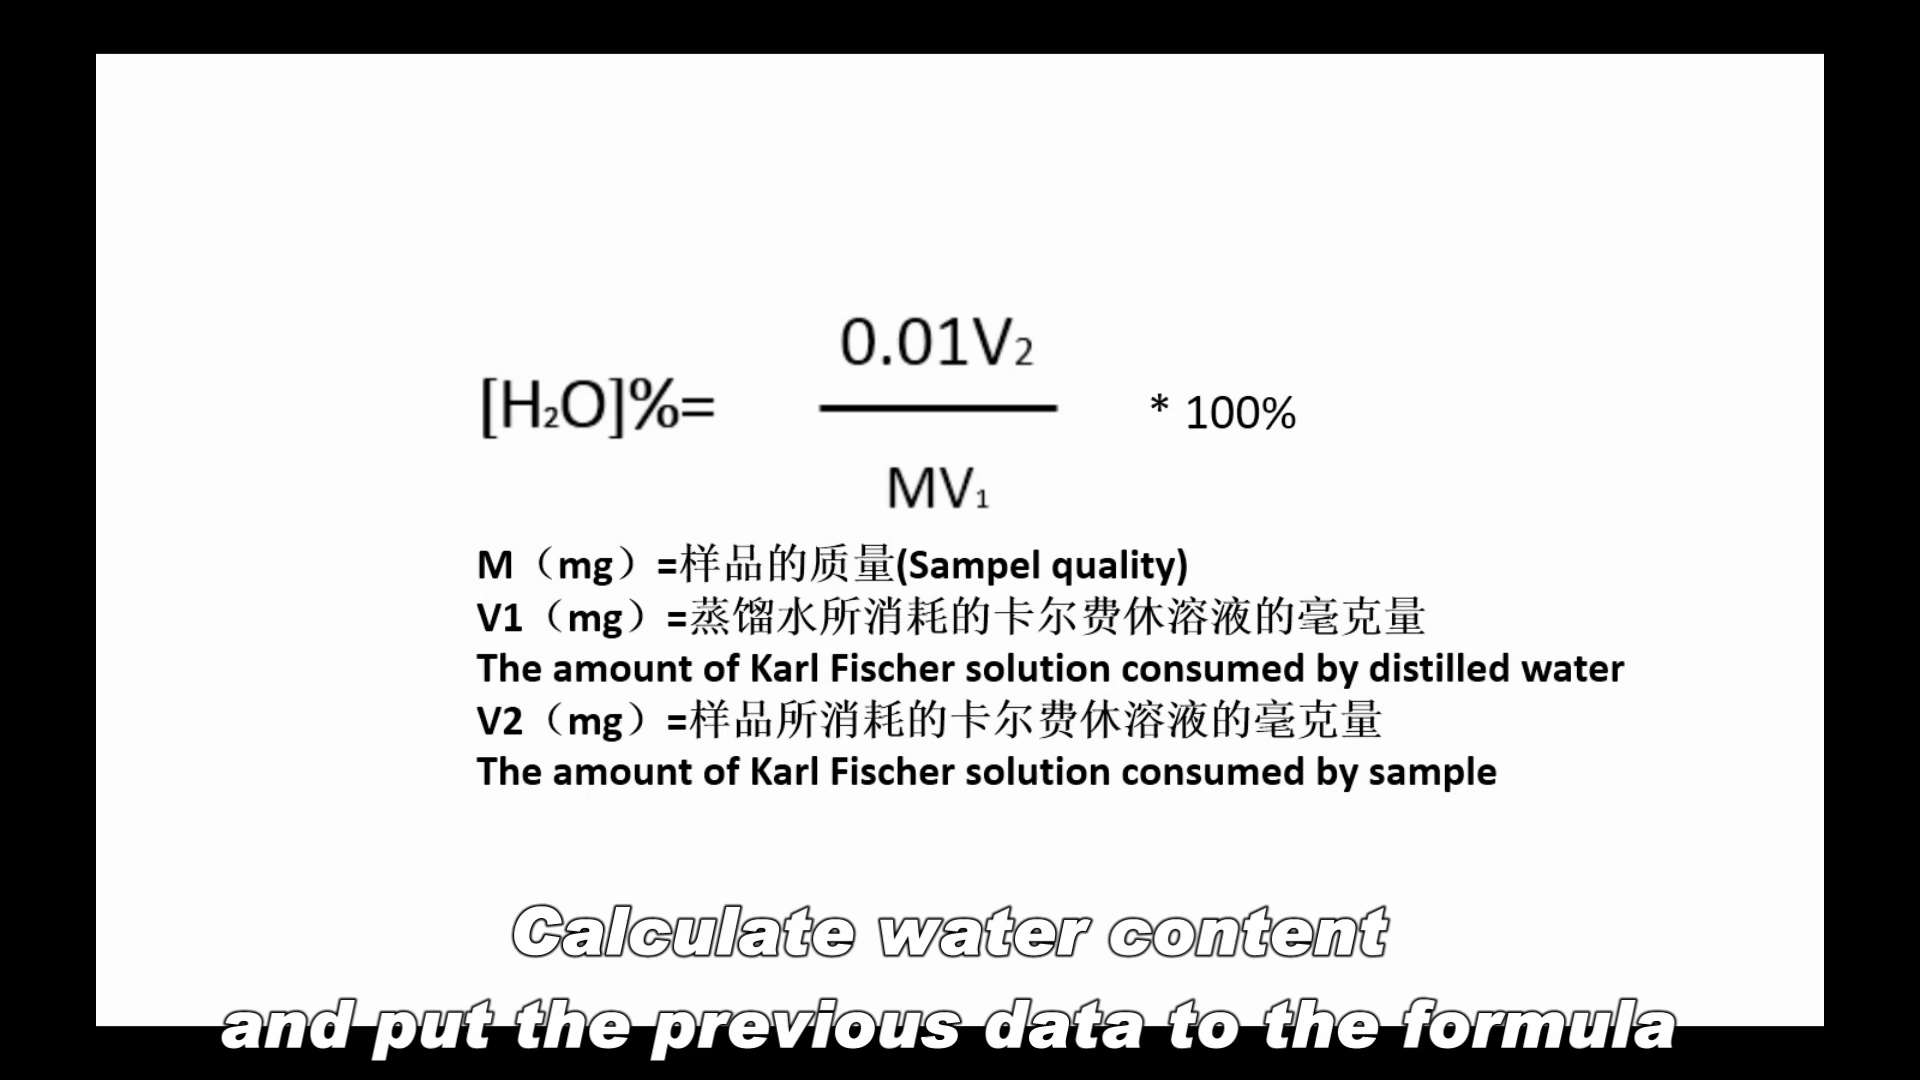 0.01V₂
[H₂O]%= * 100%
MV₁
M（mg）=样品的质量(Sampel quality)
V1（mg）=蒸馏水所消耗的卡尔费休溶液的毫克量
The amount of Karl Fischer solution consumed by distilled water
V2（mg）=样品所消耗的卡尔费休溶液的毫克量
The amount of Karl Fischer solution consumed by sample
Calculate water content
and put the previous data to the formula